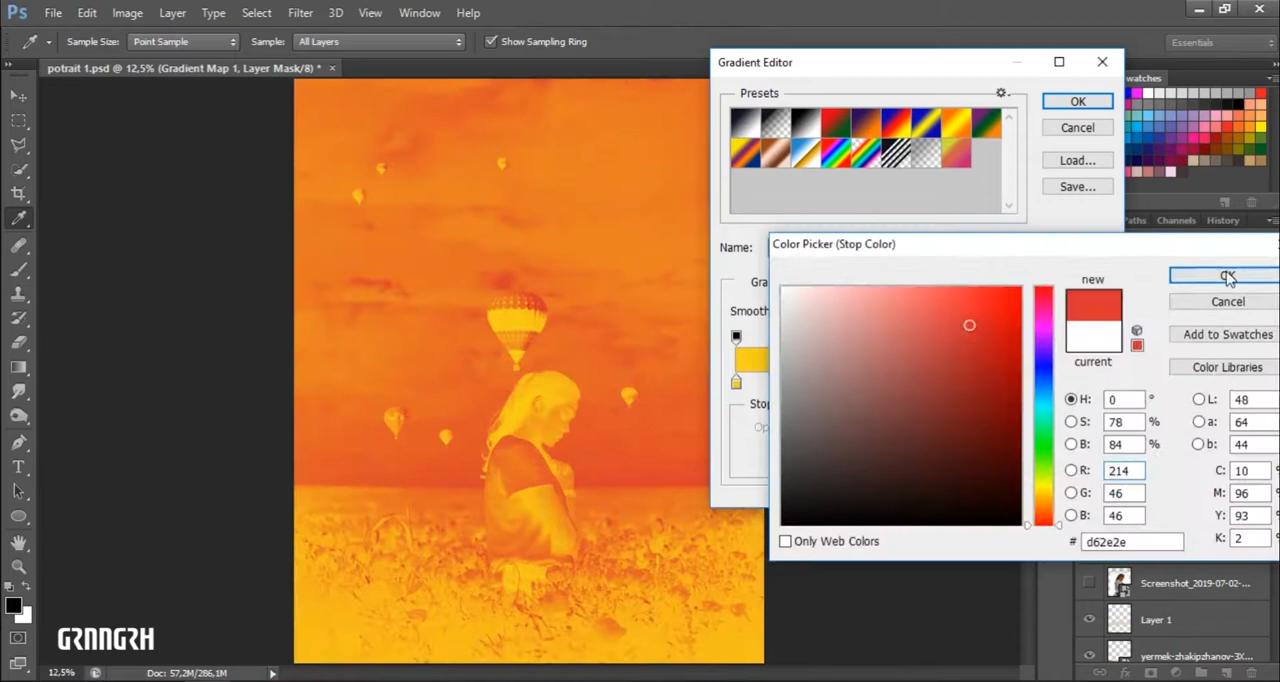 Ps File Edit Image Layer Type Select Filter 3D View Window Help
Sample Size: Point Sample Sample: All Layers Show Sampling Ring Essentials
potrait 1.psd @ 12,5% (Gradient Map 1, Layer Mask/8) * ×
Gradient Editor
Presets
OK
Cancel
Load...
Save...
Name:
Gra
Smooth
Stop
Op
watches
Paths Channels History
Color Picker (Stop Color)
new
current
OK
Cancel
Add to Swatches
Color Libraries
H: 0 ° L: 48
S: 78 % a: 64
B: 84 % b: 44
R: 214 C: 10
G: 46 M: 96
B: 46 Y: 93
K: 2
# d62e2e
Only Web Colors
Screenshot_2019-07-02-...
Layer 1
yermek-zhakipzhanov-3X...
GRNNGRH
12,5% Doc: 57,2M/286,1M